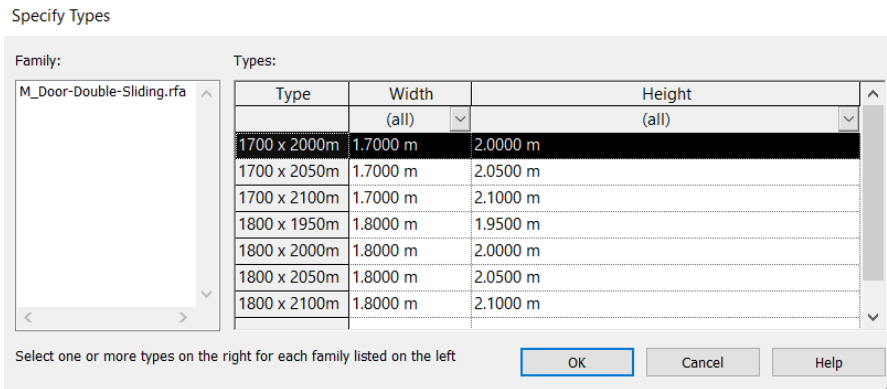 Specify Types
Family:
Types:
M_Door-Double-Sliding.rfa
Type Width Height
(all) (all)
1700 x 2000m 1.7000 m 2.0000 m
1700 x 2050m 1.7000 m 2.0500 m
1700 x 2100m 1.7000 m 2.1000 m
1800 x 1950m 1.8000 m 1.9500 m
1800 x 2000m 1.8000 m 2.0000 m
1800 x 2050m 1.8000 m 2.0500 m
1800 x 2100m 1.8000 m 2.1000 m
Select one or more types on the right for each family listed on the left
OK Cancel Help